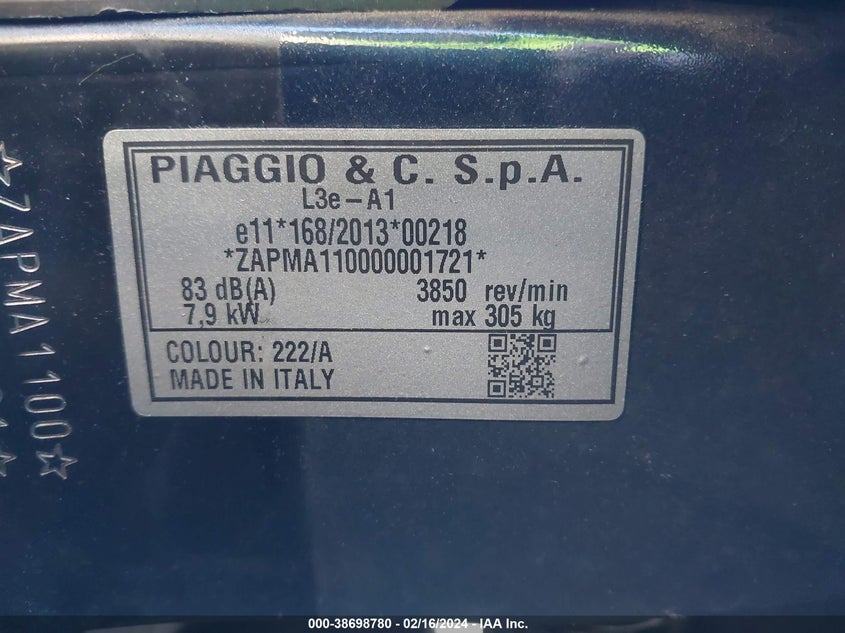 PIAGGIO & C. S.p.A.
L3e-A1
e11*168/2013*00218
*ZAPMA110000001721*
83 dB(A) 3850 rev/min
7,9 kW max 305 kg
COLOUR: 222/A
MADE IN ITALY
☆ZAPMA1100☆
000-38698780 - 02/16/2024 - IAA Inc.